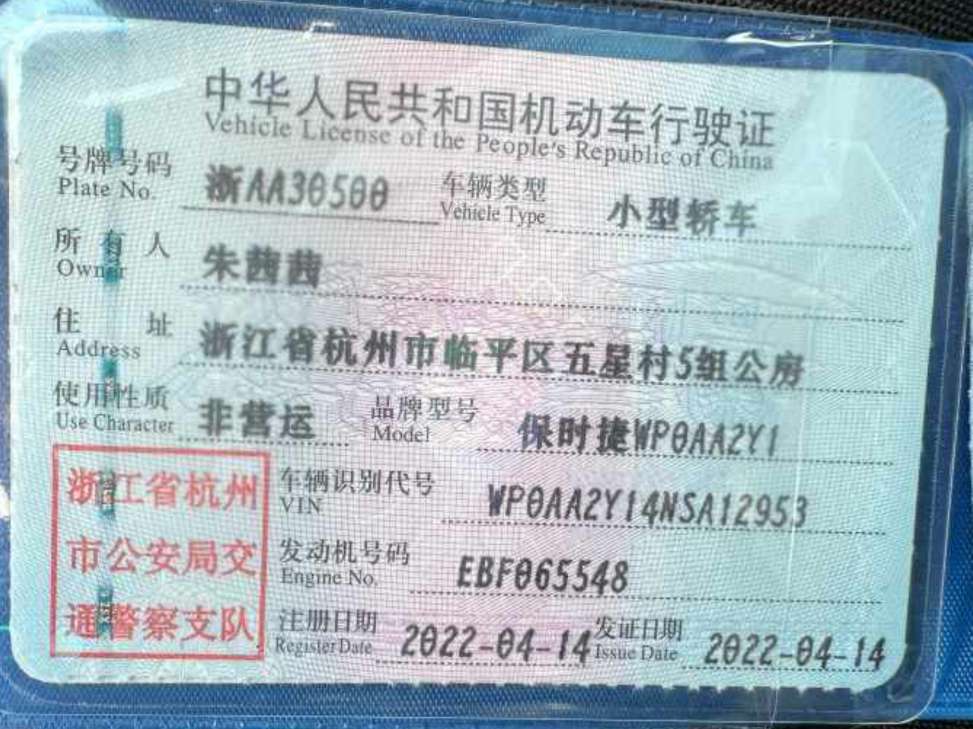 中华人民共和国机动车行驶证
Vehicle License of the People's Republic of China
号牌号码 浙AA30500 车辆类型 小型轿车
Plate No. Vehicle Type
所有人 朱茜茜
Owner
住址 浙江省杭州市临平区五星村5组公房
Address
使用性质 非营运 品牌型号 保时捷WP0AA2Y1
Use Character Model
浙江省杭州 车辆识别代号 WP0AA2Y14NSA12953
VIN
市公安局交 发动机号码 EBF065548
Engine No.
通警察支队 注册日期 2022-04-14 发证日期 2022-04-14
Register Date Issue Date